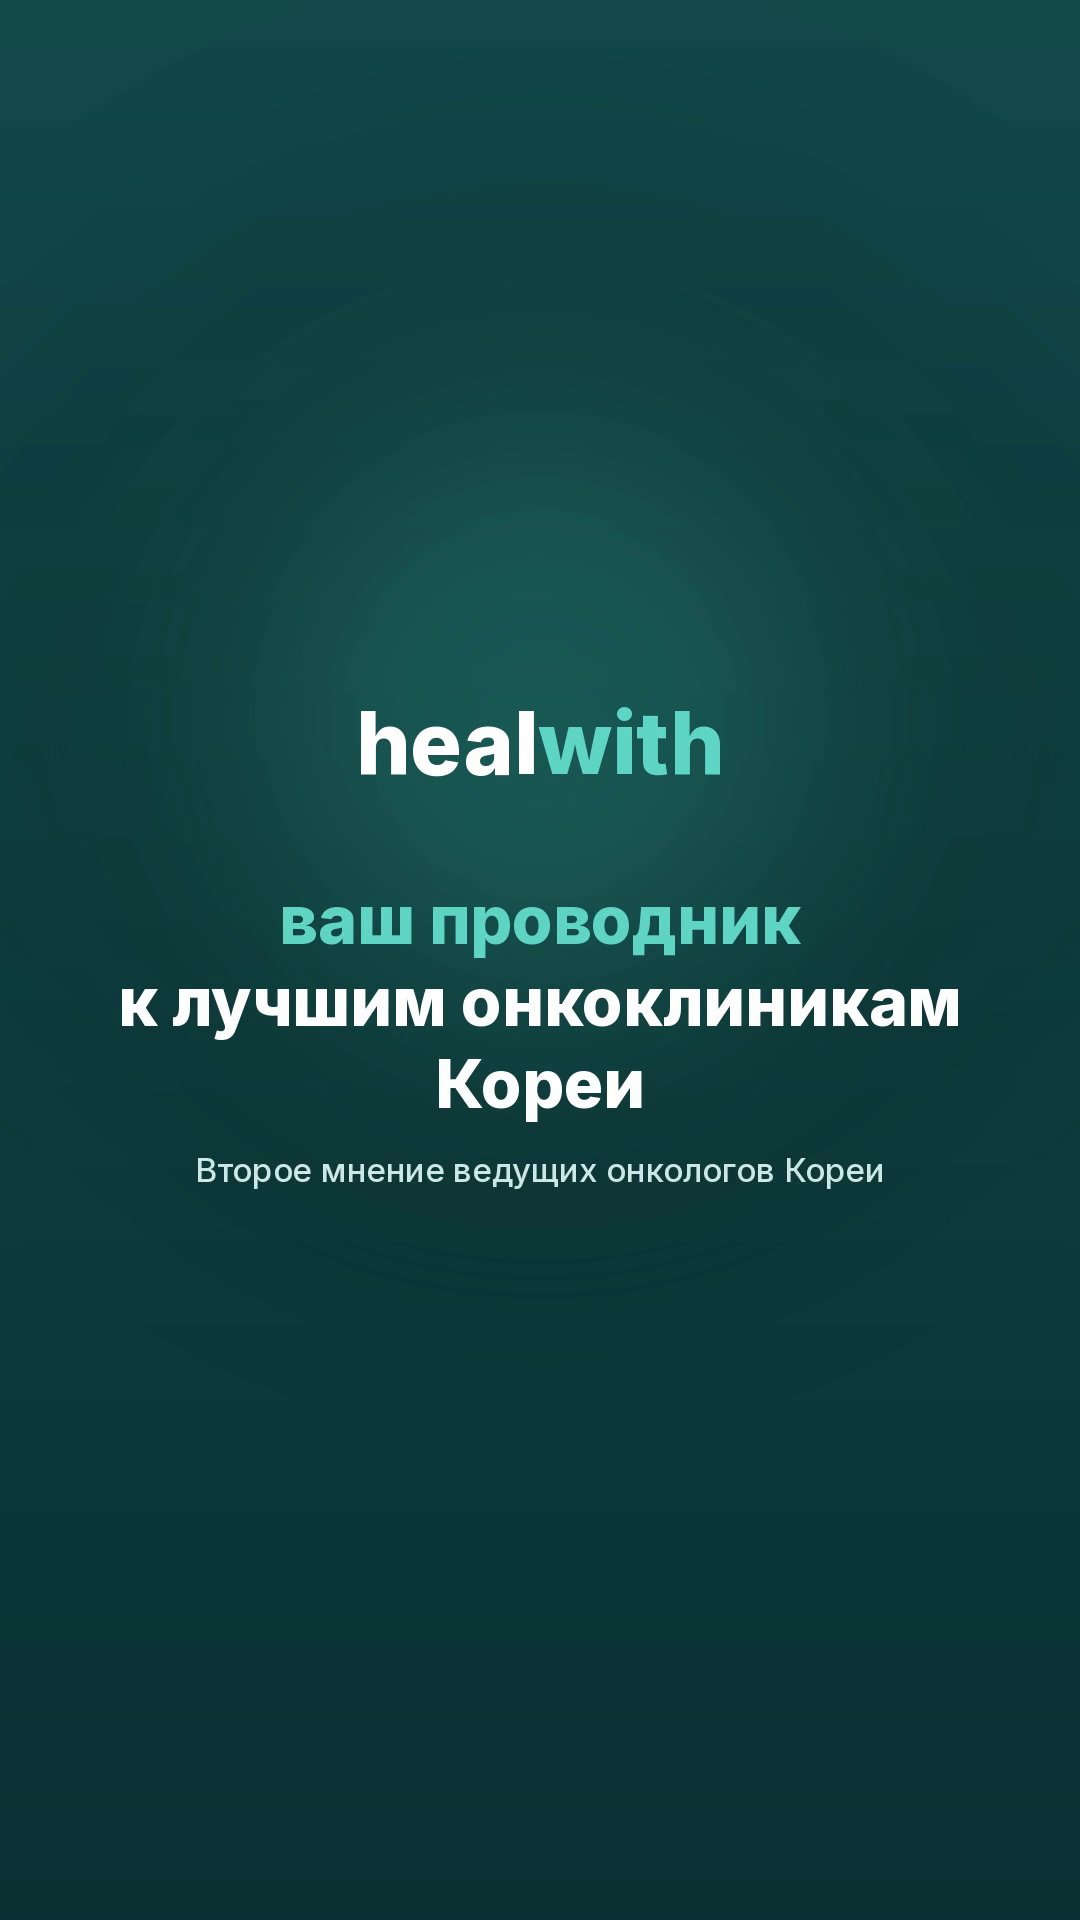 healwith
ваш проводник
к лучшим онкоклиникам
Кореи
Второе мнение ведущих онкологов Кореи